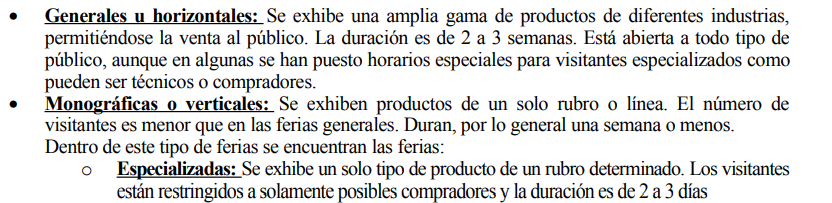 • Generales u horizontales: Se exhibe una amplia gama de productos de diferentes industrias,
permitiéndose la venta al público. La duración es de 2 a 3 semanas. Está abierta a todo tipo de
público, aunque en algunas se han puesto horarios especiales para visitantes especializados como
pueden ser técnicos o compradores.
• Monográficas o verticales: Se exhiben productos de un solo rubro o línea. El número de
visitantes es menor que en las ferias generales. Duran, por lo general una semana o menos.
Dentro de este tipo de ferias se encuentran las ferias:
o Especializadas: Se exhibe un solo tipo de producto de un rubro determinado. Los visitantes
están restringidos a solamente posibles compradores y la duración es de 2 a 3 días